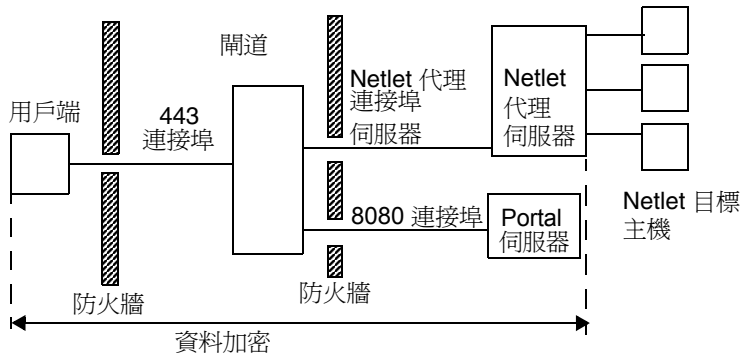 閘道
用戶端
443
連接埠
Netlet 代理
連接埠
伺服器
Netlet
代理
伺服器
8080 連接埠
Portal
伺服器
Netlet 目標
主機
防火牆
防火牆
資料加密